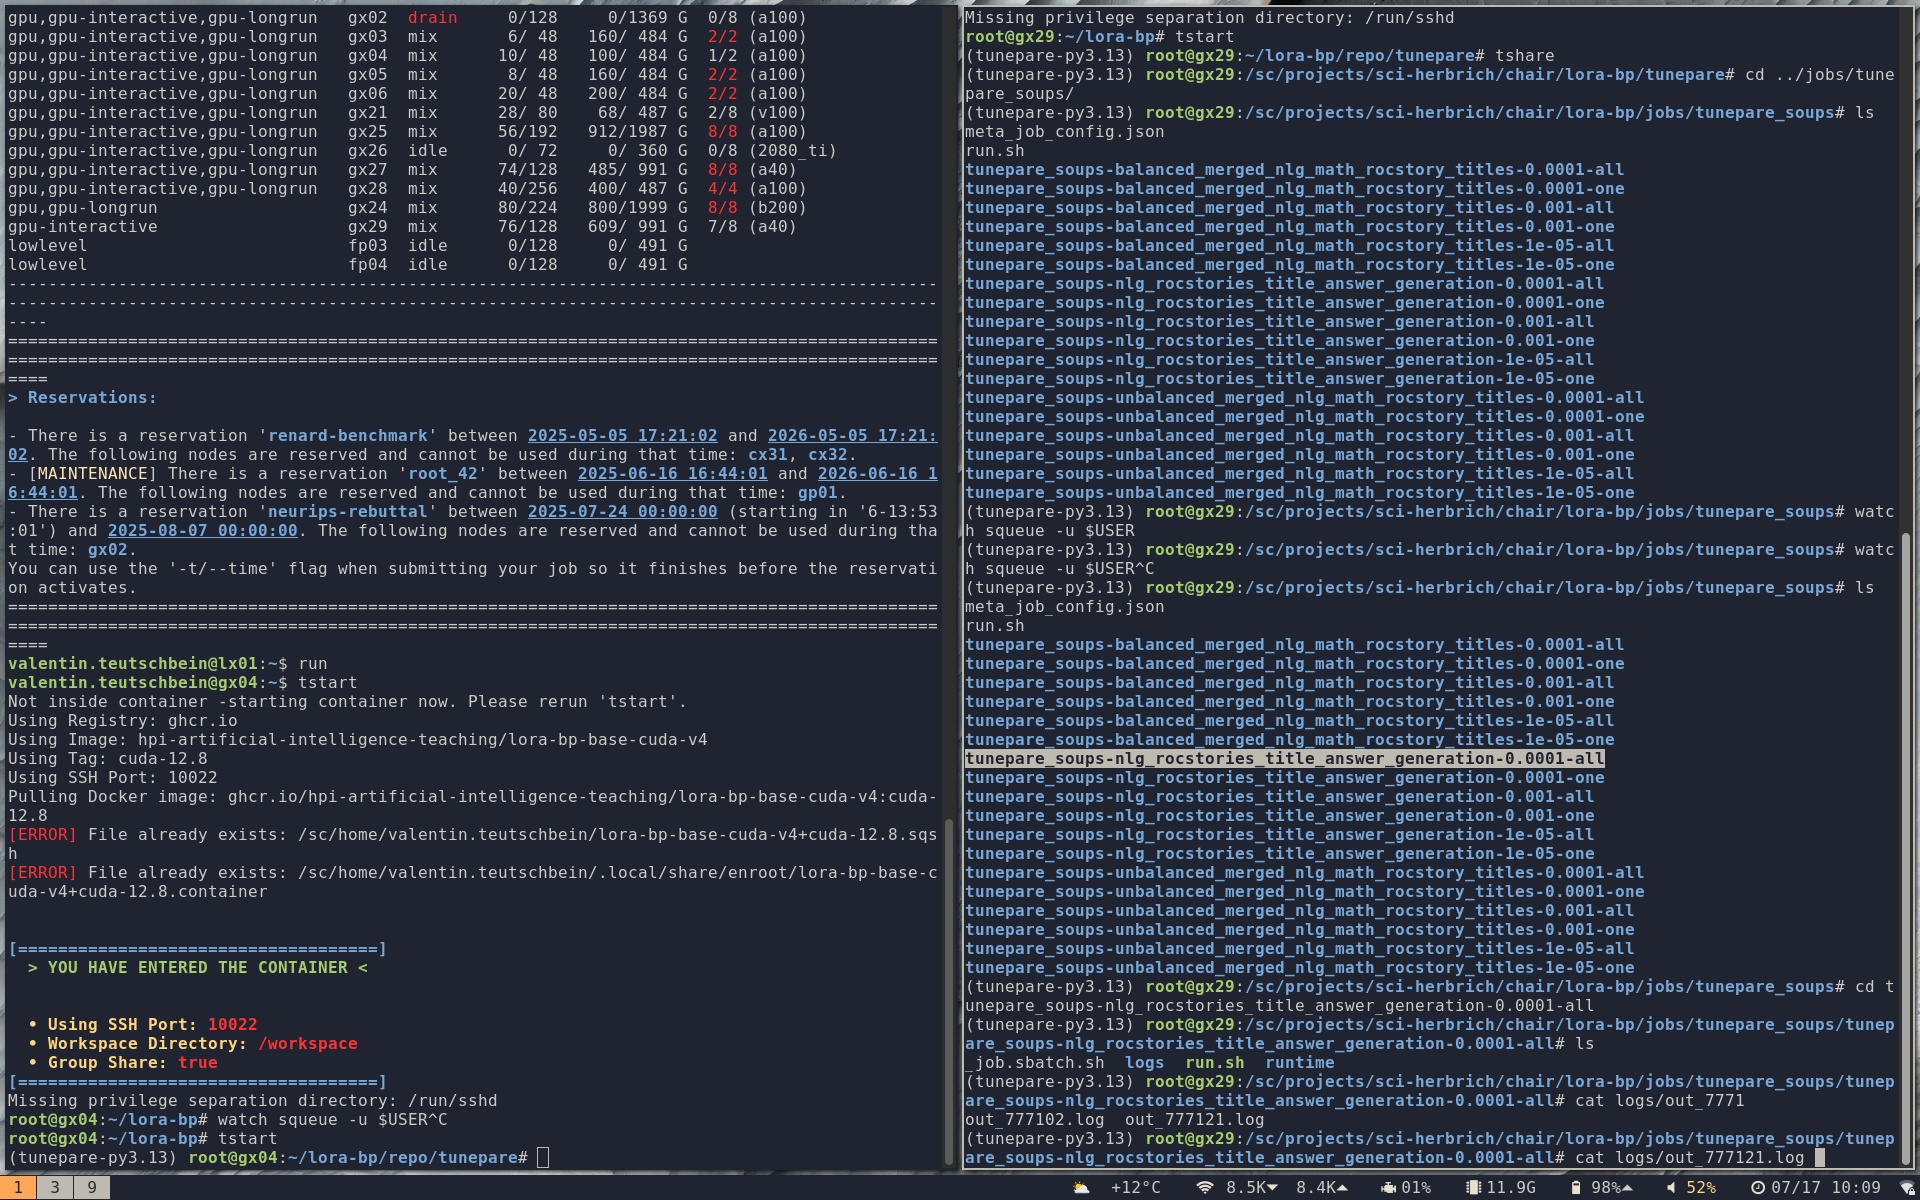 gpu,gpu-interactive,gpu-longrun   gx02  drain     0/128     0/1369 G  0/8 (a100)
gpu,gpu-interactive,gpu-longrun   gx03  mix       6/ 48   160/ 484 G  2/2 (a100)
gpu,gpu-interactive,gpu-longrun   gx04  mix      10/ 48   100/ 484 G  1/2 (a100)
gpu,gpu-interactive,gpu-longrun   gx05  mix       8/ 48   160/ 484 G  2/2 (a100)
gpu,gpu-interactive,gpu-longrun   gx06  mix      20/ 48   200/ 484 G  2/2 (a100)
gpu,gpu-interactive,gpu-longrun   gx21  mix      28/ 80    68/ 487 G  2/8 (v100)
gpu,gpu-interactive,gpu-longrun   gx25  mix      56/192   912/1987 G  8/8 (a100)
gpu,gpu-interactive,gpu-longrun   gx26  idle      0/ 72     0/ 360 G  0/8 (2080_ti)
gpu,gpu-interactive,gpu-longrun   gx27  mix      74/128   485/ 991 G  8/8 (a40)
gpu,gpu-interactive,gpu-longrun   gx28  mix      40/256   400/ 487 G  4/4 (a100)
gpu,gpu-longrun                   gx24  mix      80/224   800/1999 G  8/8 (b200)
gpu-interactive                   gx29  mix      76/128   609/ 991 G  7/8 (a40)
lowlevel                          fp03  idle      0/128     0/ 491 G
lowlevel                          fp04  idle      0/128     0/ 491 G
---------------------------------------------------------------------------------------------
---------------------------------------------------------------------------------------------
----
=============================================================================================
=============================================================================================
====
> Reservations:
- There is a reservation 'renard-benchmark' between 2025-05-05 17:21:02 and 2026-05-05 17:21:
02. The following nodes are reserved and cannot be used during that time: cx31, cx32.
- [MAINTENANCE] There is a reservation 'root_42' between 2025-06-16 16:44:01 and 2026-06-16 1
6:44:01. The following nodes are reserved and cannot be used during that time: gp01.
- There is a reservation 'neurips-rebuttal' between 2025-07-24 00:00:00 (starting in '6-13:53
:01') and 2025-08-07 00:00:00. The following nodes are reserved and cannot be used during tha
t time: gx02.
You can use the '-t/--time' flag when submitting your job so it finishes before the reservati
on activates.
=============================================================================================
=============================================================================================
====
valentin.teutschbein@lx01:~$ run
valentin.teutschbein@gx04:~$ tstart
Not inside container -starting container now. Please rerun 'tstart'.
Using Registry: ghcr.io
Using Image: hpi-artificial-intelligence-teaching/lora-bp-base-cuda-v4
Using Tag: cuda-12.8
Using SSH Port: 10022
Pulling Docker image: ghcr.io/hpi-artificial-intelligence-teaching/lora-bp-base-cuda-v4:cuda-
12.8
[ERROR] File already exists: /sc/home/valentin.teutschbein/lora-bp-base-cuda-v4+cuda-12.8.sqs
h
[ERROR] File already exists: /sc/home/valentin.teutschbein/.local/share/enroot/lora-bp-base-c
uda-v4+cuda-12.8.container
[====================================]
> YOU HAVE ENTERED THE CONTAINER <
• Using SSH Port: 10022
• Workspace Directory: /workspace
• Group Share: true
[====================================]
Missing privilege separation directory: /run/sshd
root@gx04:~/lora-bp# watch squeue -u $USER^C
root@gx04:~/lora-bp# tstart
(tunepare-py3.13) root@gx04:~/lora-bp/repo/tunepare#
Missing privilege separation directory: /run/sshd
root@gx29:~/lora-bp# tstart
(tunepare-py3.13) root@gx29:~/lora-bp/repo/tunepare# tshare
(tunepare-py3.13) root@gx29:/sc/projects/sci-herbrich/chair/lora-bp/tunepare# cd ../jobs/tune
pare_soups/
(tunepare-py3.13) root@gx29:/sc/projects/sci-herbrich/chair/lora-bp/jobs/tunepare_soups# ls
meta_job_config.json
run.sh
tunepare_soups-balanced_merged_nlg_math_rocstory_titles-0.0001-all
tunepare_soups-balanced_merged_nlg_math_rocstory_titles-0.0001-one
tunepare_soups-balanced_merged_nlg_math_rocstory_titles-0.001-all
tunepare_soups-balanced_merged_nlg_math_rocstory_titles-0.001-one
tunepare_soups-balanced_merged_nlg_math_rocstory_titles-1e-05-all
tunepare_soups-balanced_merged_nlg_math_rocstory_titles-1e-05-one
tunepare_soups-nlg_rocstories_title_answer_generation-0.0001-all
tunepare_soups-nlg_rocstories_title_answer_generation-0.0001-one
tunepare_soups-nlg_rocstories_title_answer_generation-0.001-all
tunepare_soups-nlg_rocstories_title_answer_generation-0.001-one
tunepare_soups-nlg_rocstories_title_answer_generation-1e-05-all
tunepare_soups-nlg_rocstories_title_answer_generation-1e-05-one
tunepare_soups-unbalanced_merged_nlg_math_rocstory_titles-0.0001-all
tunepare_soups-unbalanced_merged_nlg_math_rocstory_titles-0.0001-one
tunepare_soups-unbalanced_merged_nlg_math_rocstory_titles-0.001-all
tunepare_soups-unbalanced_merged_nlg_math_rocstory_titles-0.001-one
tunepare_soups-unbalanced_merged_nlg_math_rocstory_titles-1e-05-all
tunepare_soups-unbalanced_merged_nlg_math_rocstory_titles-1e-05-one
(tunepare-py3.13) root@gx29:/sc/projects/sci-herbrich/chair/lora-bp/jobs/tunepare_soups# watc
h squeue -u $USER
(tunepare-py3.13) root@gx29:/sc/projects/sci-herbrich/chair/lora-bp/jobs/tunepare_soups# watc
h squeue -u $USER^C
(tunepare-py3.13) root@gx29:/sc/projects/sci-herbrich/chair/lora-bp/jobs/tunepare_soups# ls
meta_job_config.json
run.sh
tunepare_soups-balanced_merged_nlg_math_rocstory_titles-0.0001-all
tunepare_soups-balanced_merged_nlg_math_rocstory_titles-0.0001-one
tunepare_soups-balanced_merged_nlg_math_rocstory_titles-0.001-all
tunepare_soups-balanced_merged_nlg_math_rocstory_titles-0.001-one
tunepare_soups-balanced_merged_nlg_math_rocstory_titles-1e-05-all
tunepare_soups-balanced_merged_nlg_math_rocstory_titles-1e-05-one
tunepare_soups-nlg_rocstories_title_answer_generation-0.0001-all
tunepare_soups-nlg_rocstories_title_answer_generation-0.0001-one
tunepare_soups-nlg_rocstories_title_answer_generation-0.001-all
tunepare_soups-nlg_rocstories_title_answer_generation-0.001-one
tunepare_soups-nlg_rocstories_title_answer_generation-1e-05-all
tunepare_soups-nlg_rocstories_title_answer_generation-1e-05-one
tunepare_soups-unbalanced_merged_nlg_math_rocstory_titles-0.0001-all
tunepare_soups-unbalanced_merged_nlg_math_rocstory_titles-0.0001-one
tunepare_soups-unbalanced_merged_nlg_math_rocstory_titles-0.001-all
tunepare_soups-unbalanced_merged_nlg_math_rocstory_titles-0.001-one
tunepare_soups-unbalanced_merged_nlg_math_rocstory_titles-1e-05-all
tunepare_soups-unbalanced_merged_nlg_math_rocstory_titles-1e-05-one
(tunepare-py3.13) root@gx29:/sc/projects/sci-herbrich/chair/lora-bp/jobs/tunepare_soups# cd t
unepare_soups-nlg_rocstories_title_answer_generation-0.0001-all
(tunepare-py3.13) root@gx29:/sc/projects/sci-herbrich/chair/lora-bp/jobs/tunepare_soups/tunep
are_soups-nlg_rocstories_title_answer_generation-0.0001-all# ls
_job.sbatch.sh  logs  run.sh  runtime
(tunepare-py3.13) root@gx29:/sc/projects/sci-herbrich/chair/lora-bp/jobs/tunepare_soups/tunep
are_soups-nlg_rocstories_title_answer_generation-0.0001-all# cat logs/out_7771
out_777102.log  out_777121.log
(tunepare-py3.13) root@gx29:/sc/projects/sci-herbrich/chair/lora-bp/jobs/tunepare_soups/tunep
are_soups-nlg_rocstories_title_answer_generation-0.0001-all# cat logs/out_777121.log
1 3 9 +12°C 8.5K 8.4K 01% 11.9G 98% 52% 07/17 10:09